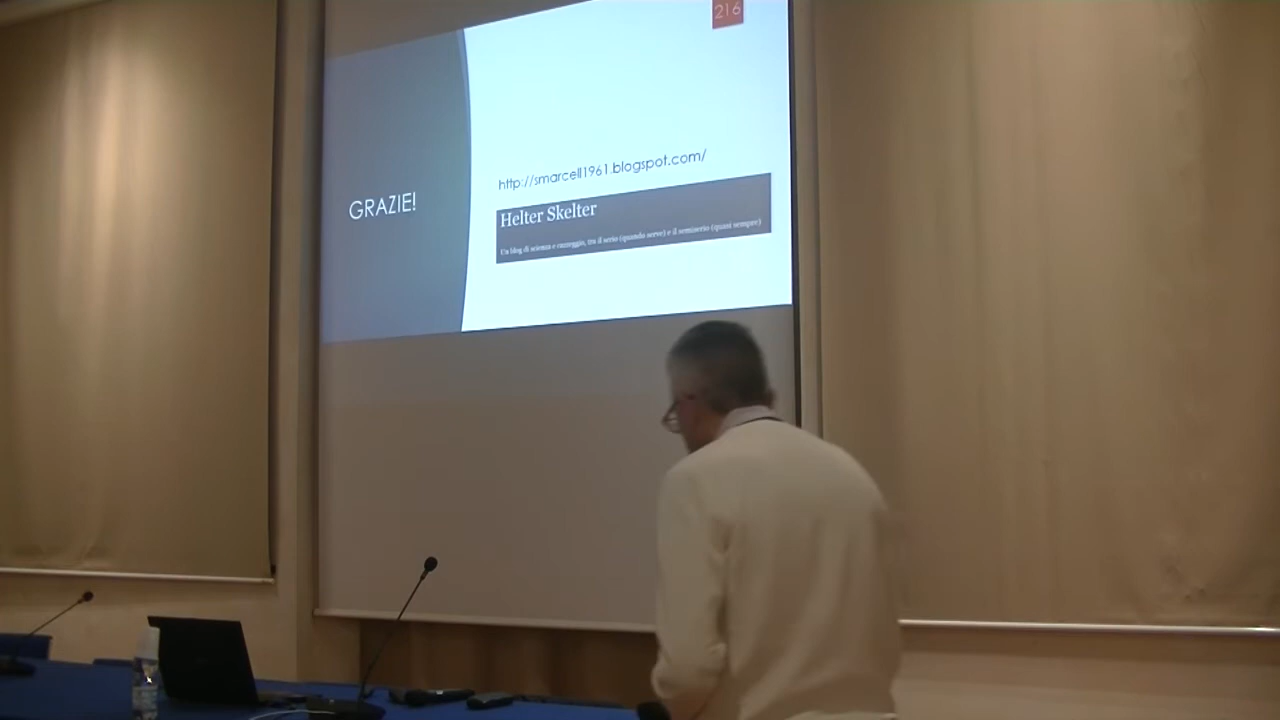 216
GRAZIE!
http://smarcell1961.blogspot.com/
Helter Skelter
Un blog di scienza e cazzeggio, tra il serio (quando serve) e il semiserio (quasi sempre)